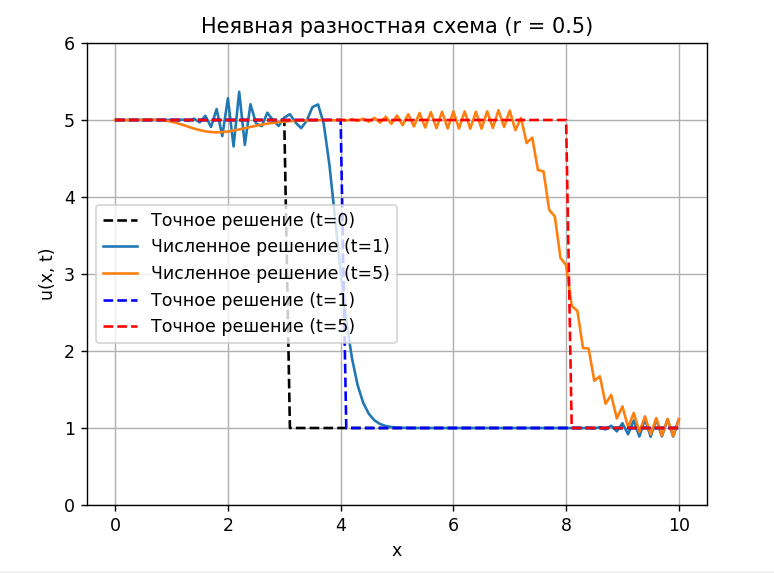 Неявная разностная схема (r = 0.5)
6
5
4
3
2
1
0
u(x, t)
Точное решение (t=0)
Численное решение (t=1)
Численное решение (t=5)
Точное решение (t=1)
Точное решение (t=5)
0 2 4 6 8 10
x